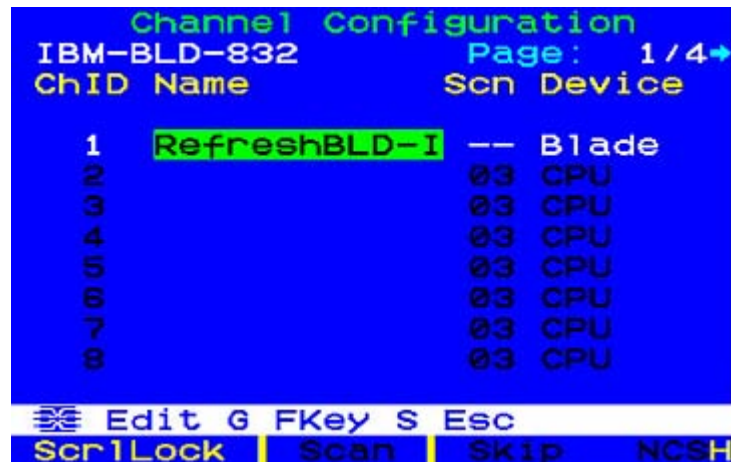 Channel Configuration
IBM-BLD-832 Page: 1/4
ChID Name Scn Device
1 RefreshBLD-I -- Blade
2 03 CPU
3 03 CPU
4 03 CPU
5 03 CPU
6 03 CPU
7 03 CPU
8 03 CPU
Edit G FKey S Esc
ScrlLock Scan Skip NCSH